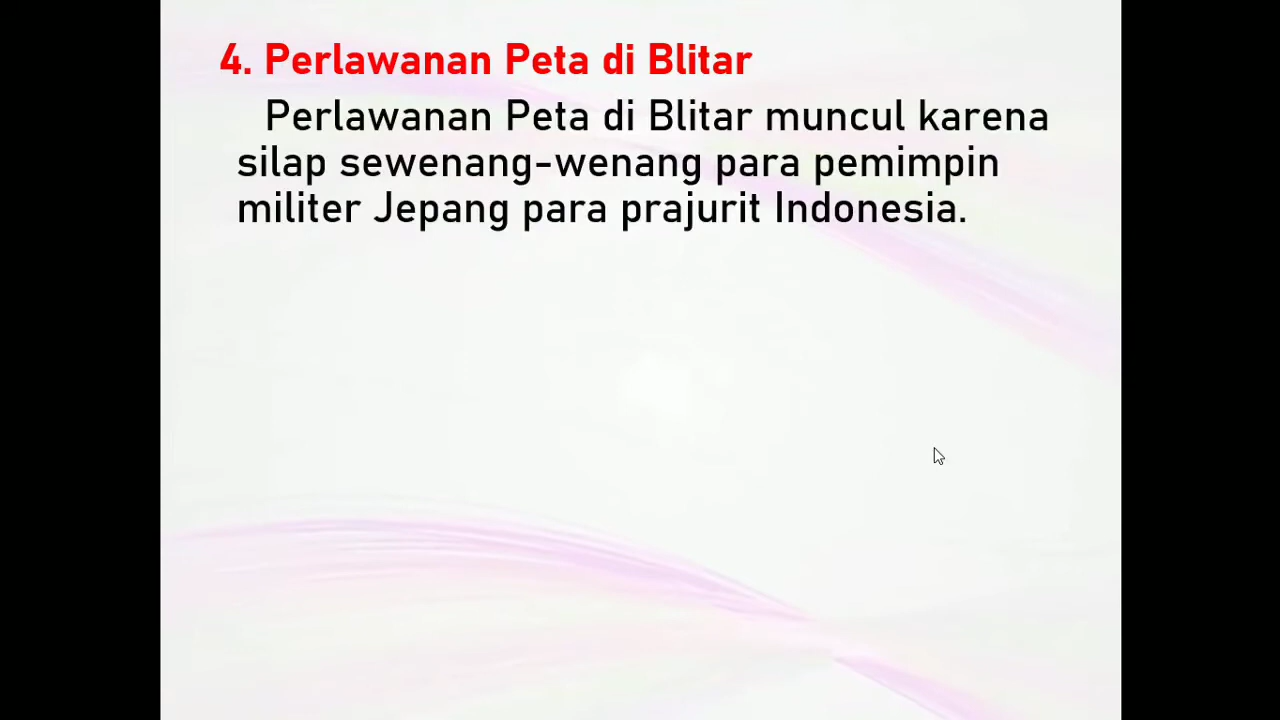 4. Perlawanan Peta di Blitar
Perlawanan Peta di Blitar muncul karena
silap sewenang-wenang para pemimpin
militer Jepang para prajurit Indonesia.